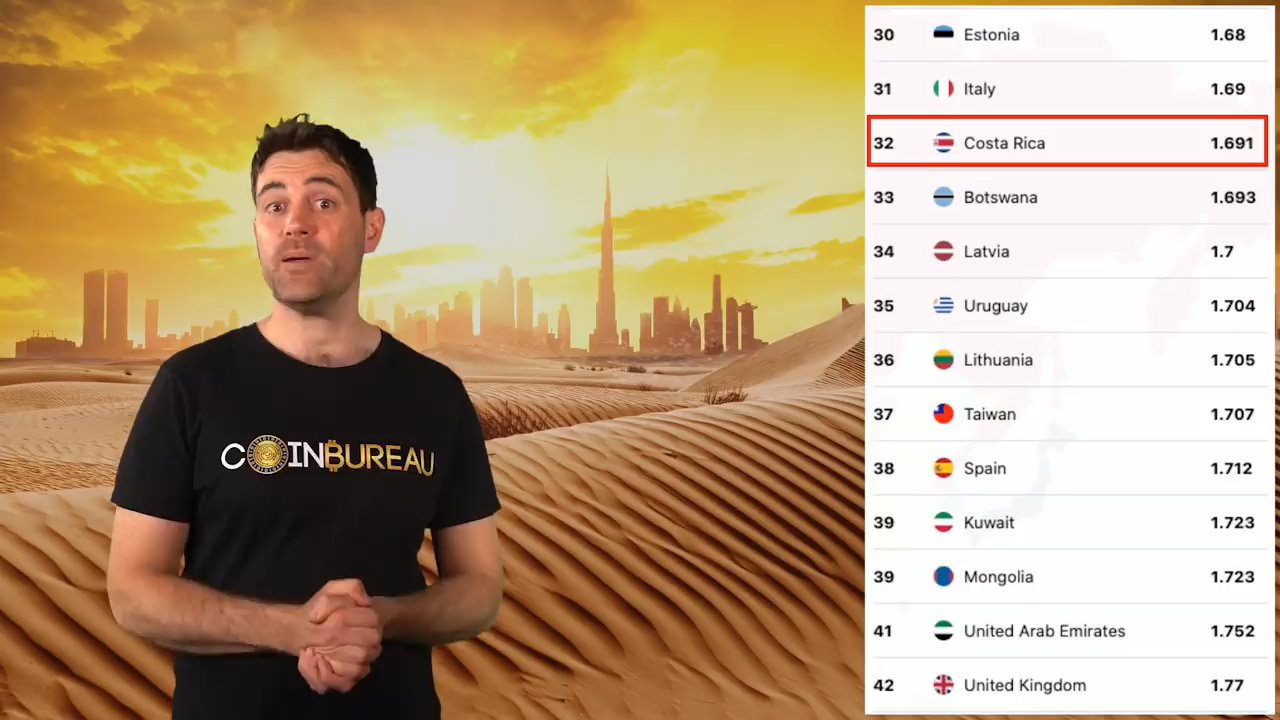 COINBUREAU
30 Estonia 1.68
31 Italy 1.69
32 Costa Rica 1.691
33 Botswana 1.693
34 Latvia 1.7
35 Uruguay 1.704
36 Lithuania 1.705
37 Taiwan 1.707
38 Spain 1.712
39 Kuwait 1.723
39 Mongolia 1.723
41 United Arab Emirates 1.752
42 United Kingdom 1.77